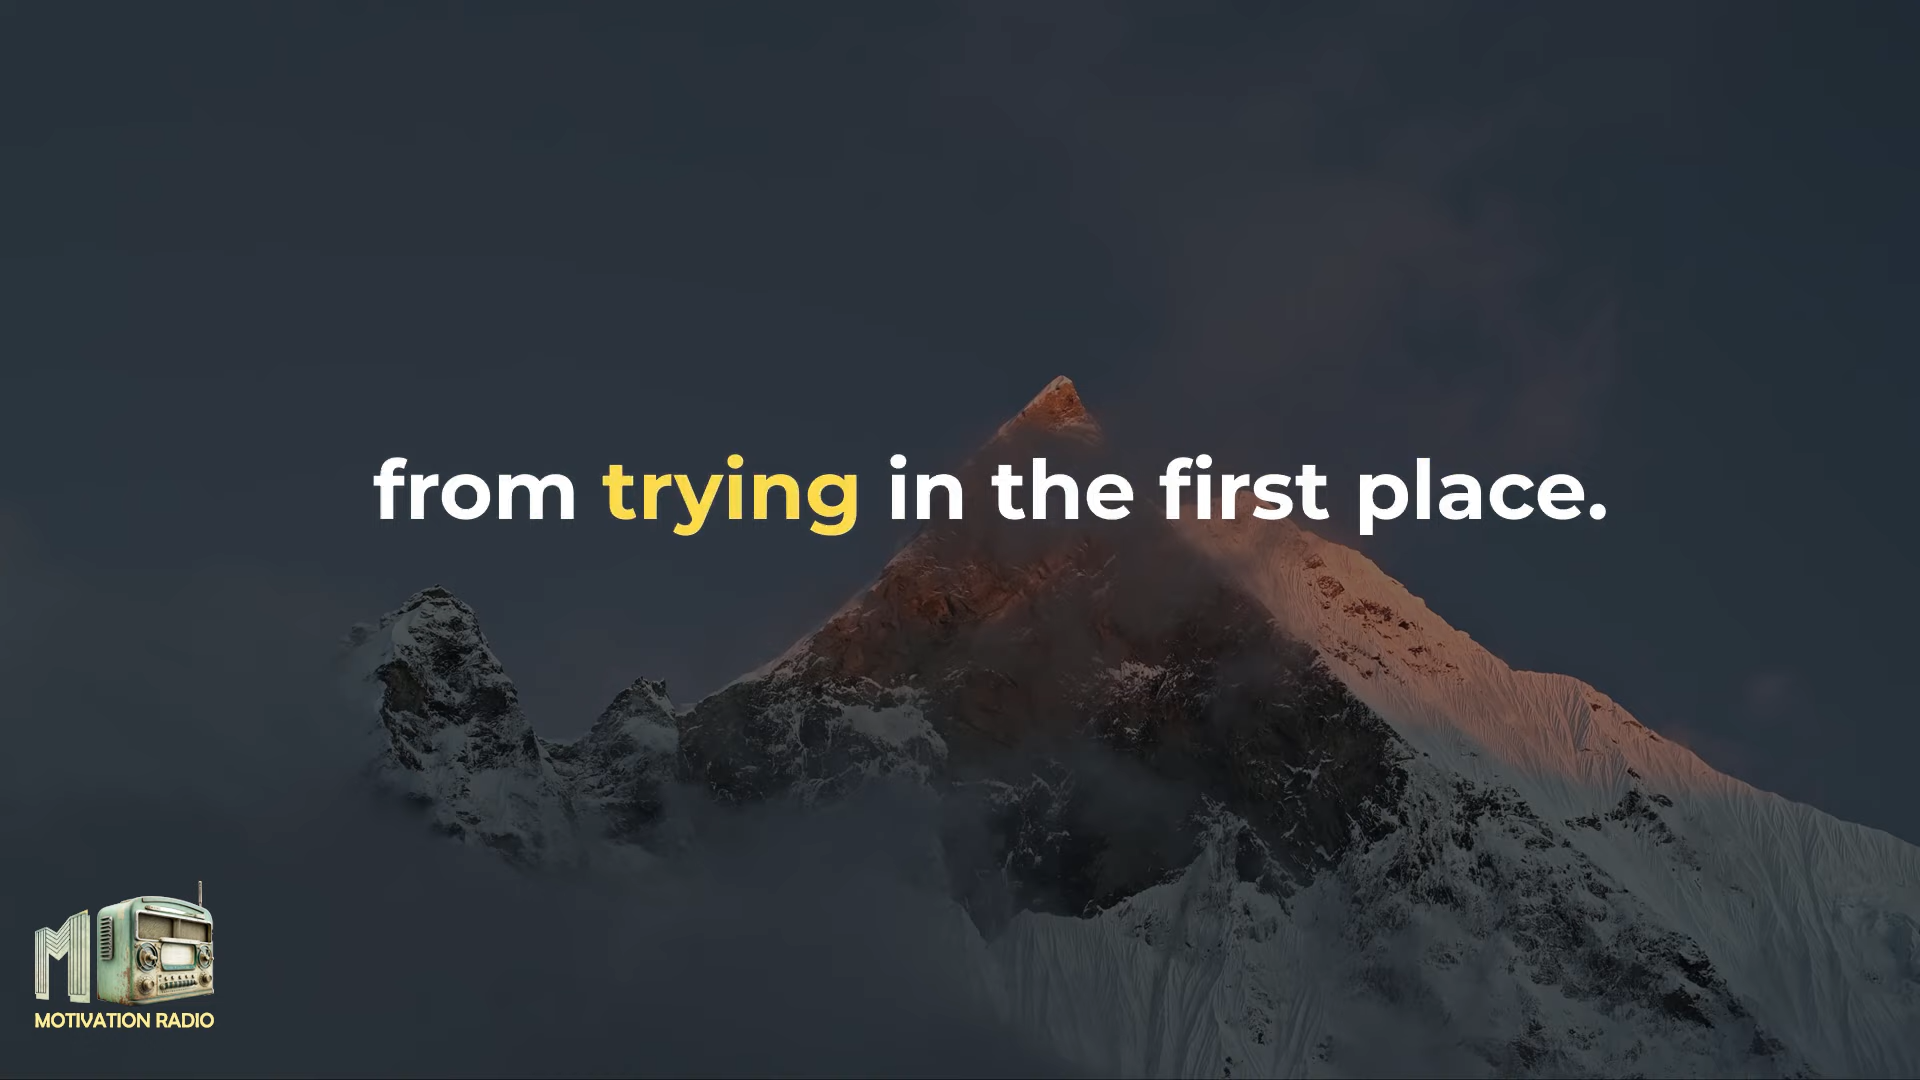 from trying in the first place.
MOTIVATION RADIO